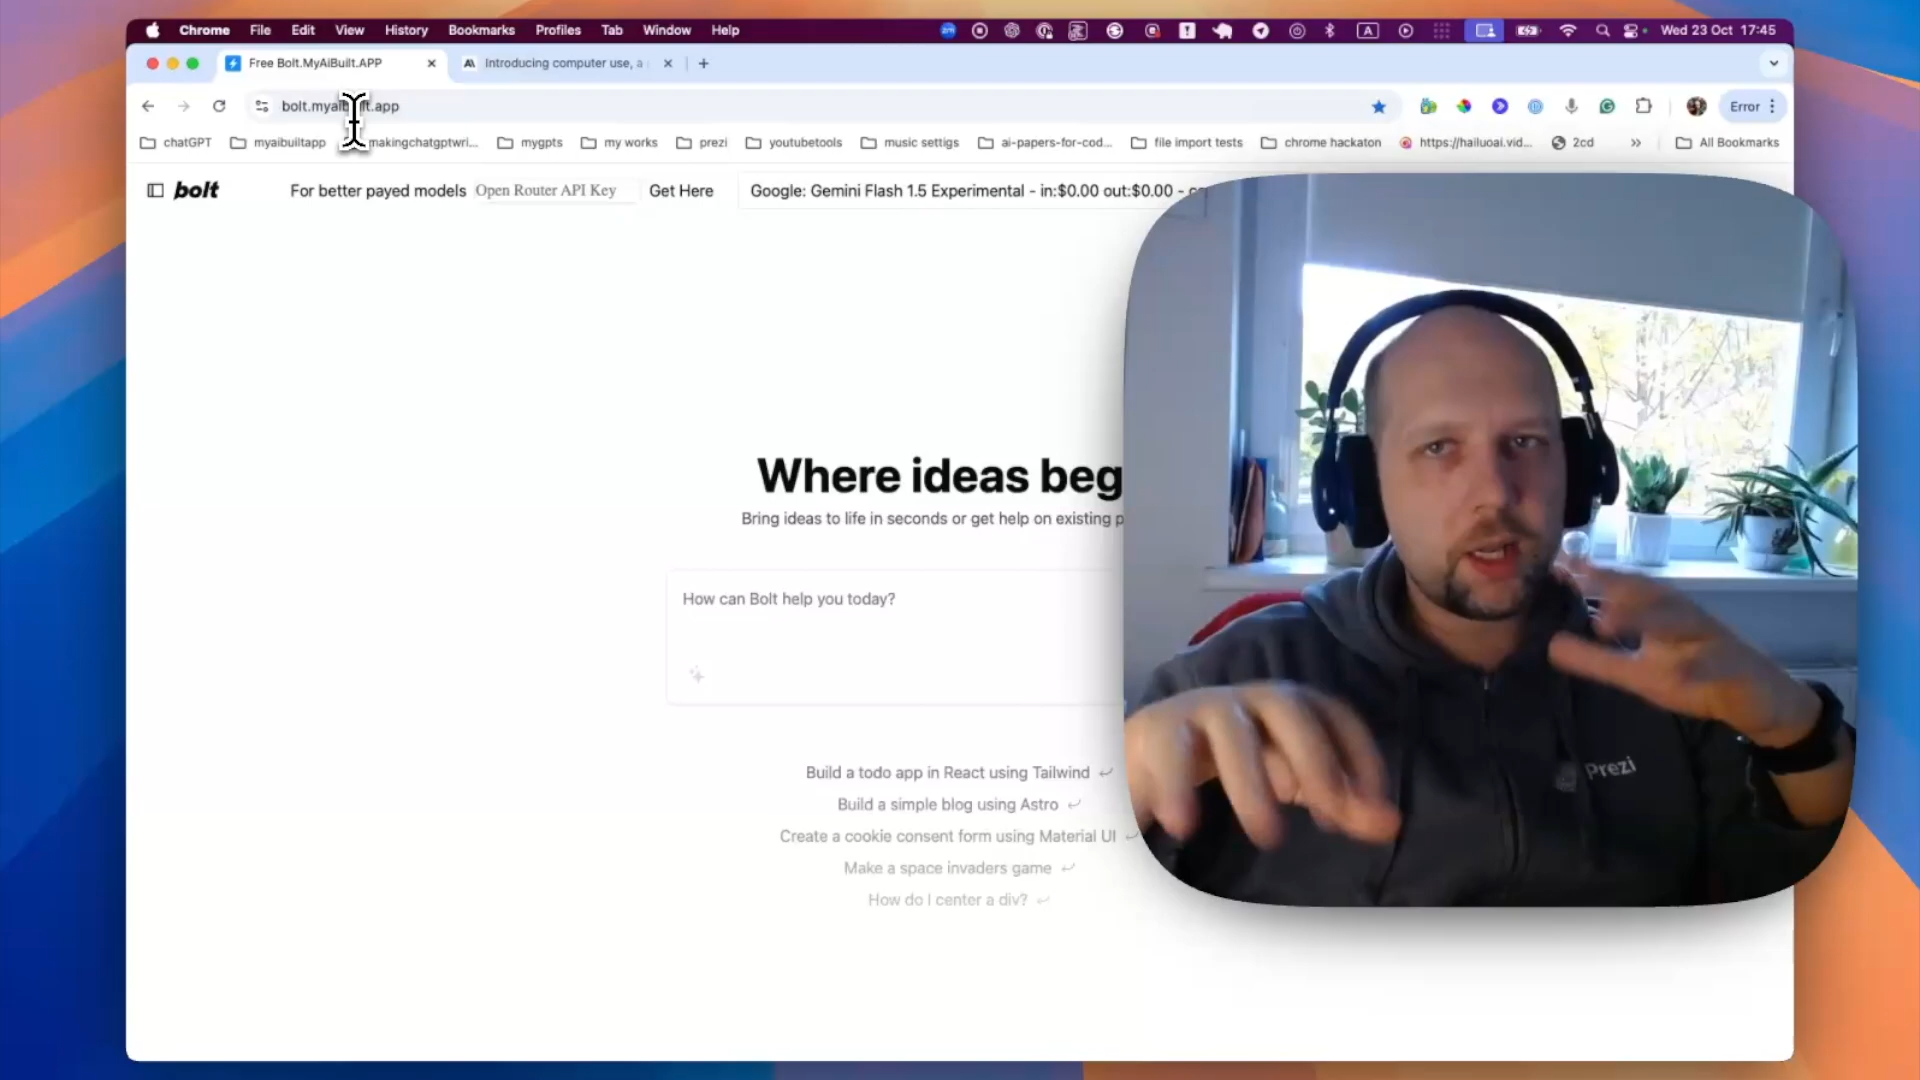 Chrome File Edit View History Bookmarks Profiles Tab Window Help
zm
A
Wed 23 Oct 17:45
Free Bolt.MyAiBuilt.APP
Introducing computer use, a
bolt.myaibuilt.app
Error
chatGPT
myaibuiltapp
makingchatgptwri...
mygpts
my works
prezi
youtubetools
music settigs
ai-papers-for-cod...
file import tests
chrome hackaton
https://hailuoai.vid...
2cd
»
All Bookmarks
bolt
For better payed models Open Router API Key Get Here
Google: Gemini Flash 1.5 Experimental - in:$0.00 out:$0.00 -
Where ideas beg
Bring ideas to life in seconds or get help on existing p
How can Bolt help you today?
Build a todo app in React using Tailwind
Build a simple blog using Astro
Create a cookie consent form using Material UI
Make a space invaders game
How do I center a div?
Prezi